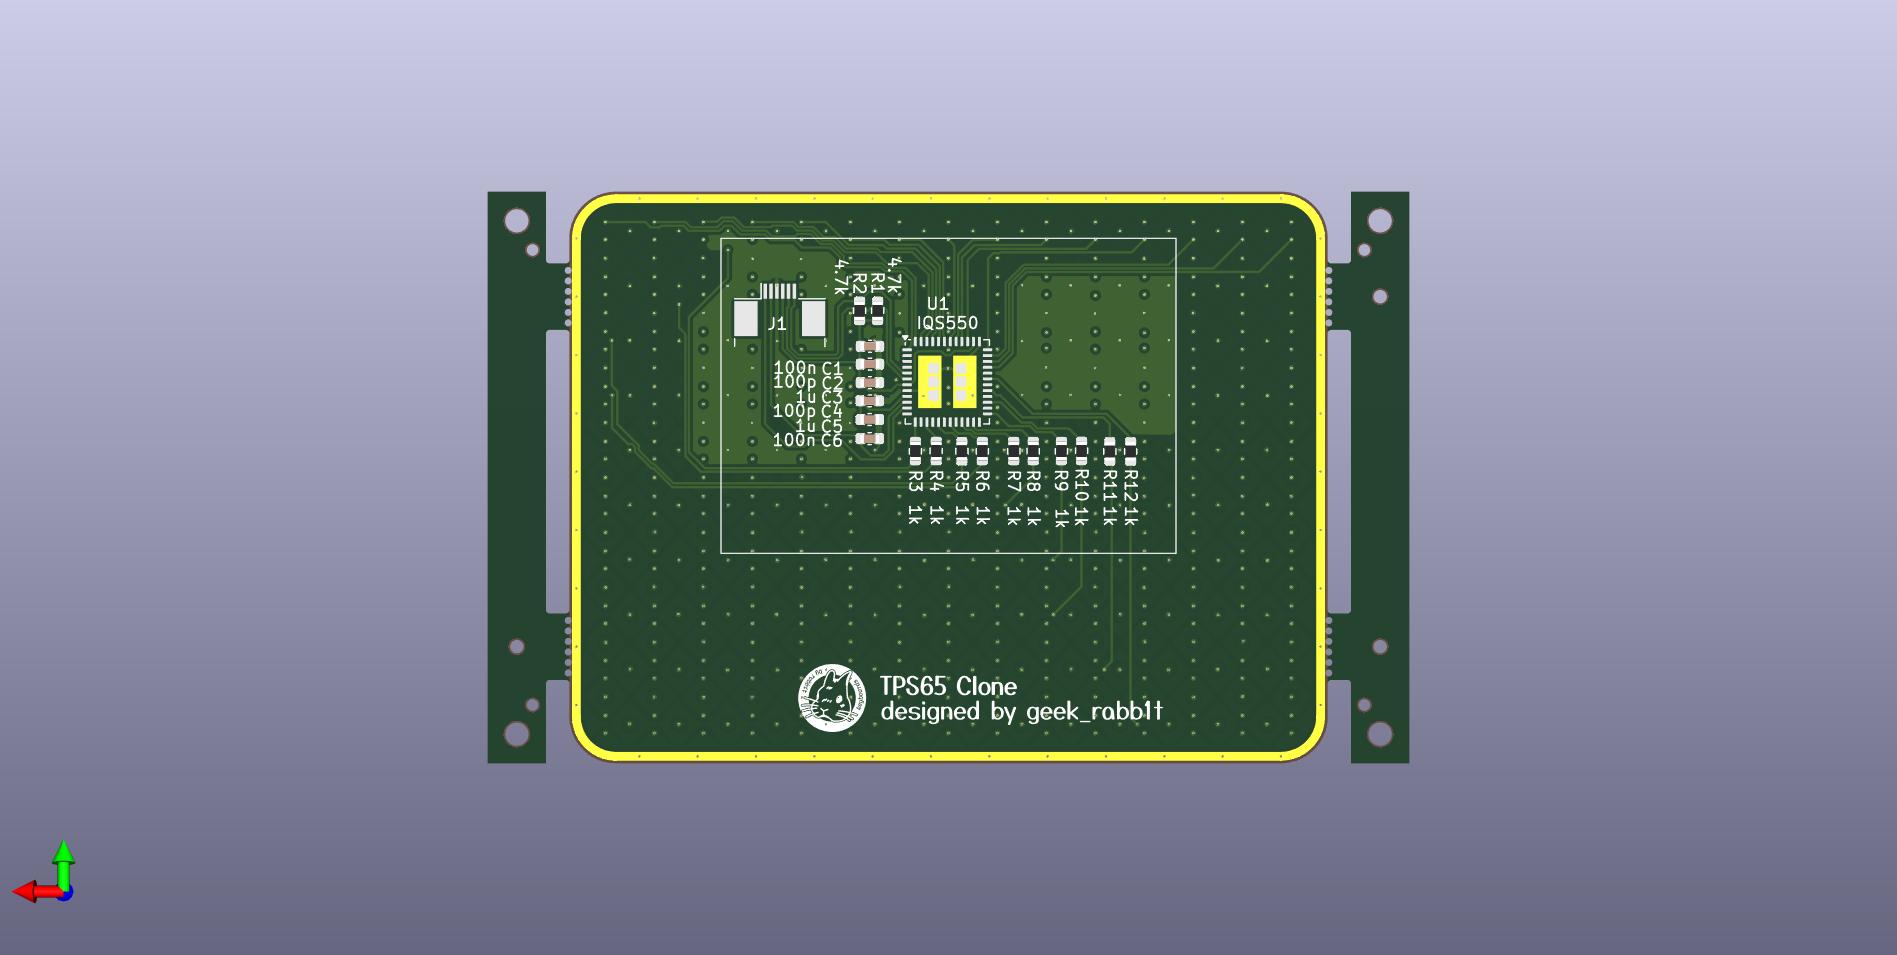 4.7k
R2
R1
4.7k
U1
IQS550
J1
100n C1
100p C2
1u C3
100p C4
1u C5
100n C6
R3 R4 R5 R6 R7 R8 R9 R10 R11 R12
1k 1k 1k 1k 1k 1k 1k 1k 1k 1k
TPS65 Clone
designed by geek_rabb1t